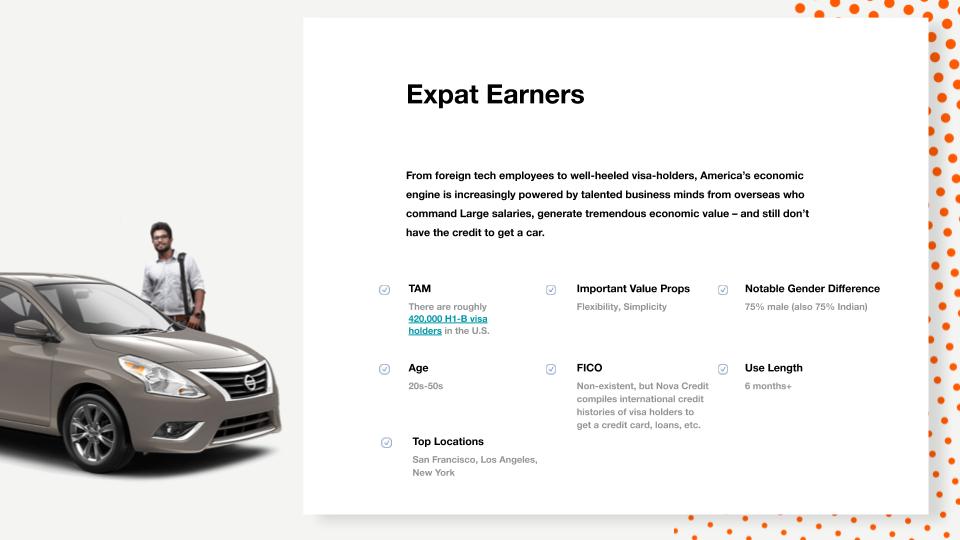 Expat Earners
From foreign tech employees to well-heeled visa-holders, America’s economic
engine is increasingly powered by talented business minds from overseas who
command Large salaries, generate tremendous economic value – and still don’t
have the credit to get a car.
TAM
There are roughly
420,000 H1-B visa
holders in the U.S.
Important Value Props
Flexibility, Simplicity
Notable Gender Difference
75% male (also 75% Indian)
Age
20s-50s
FICO
Non-existent, but Nova Credit
compiles international credit
histories of visa holders to
get a credit card, loans, etc.
Use Length
6 months+
Top Locations
San Francisco, Los Angeles,
New York